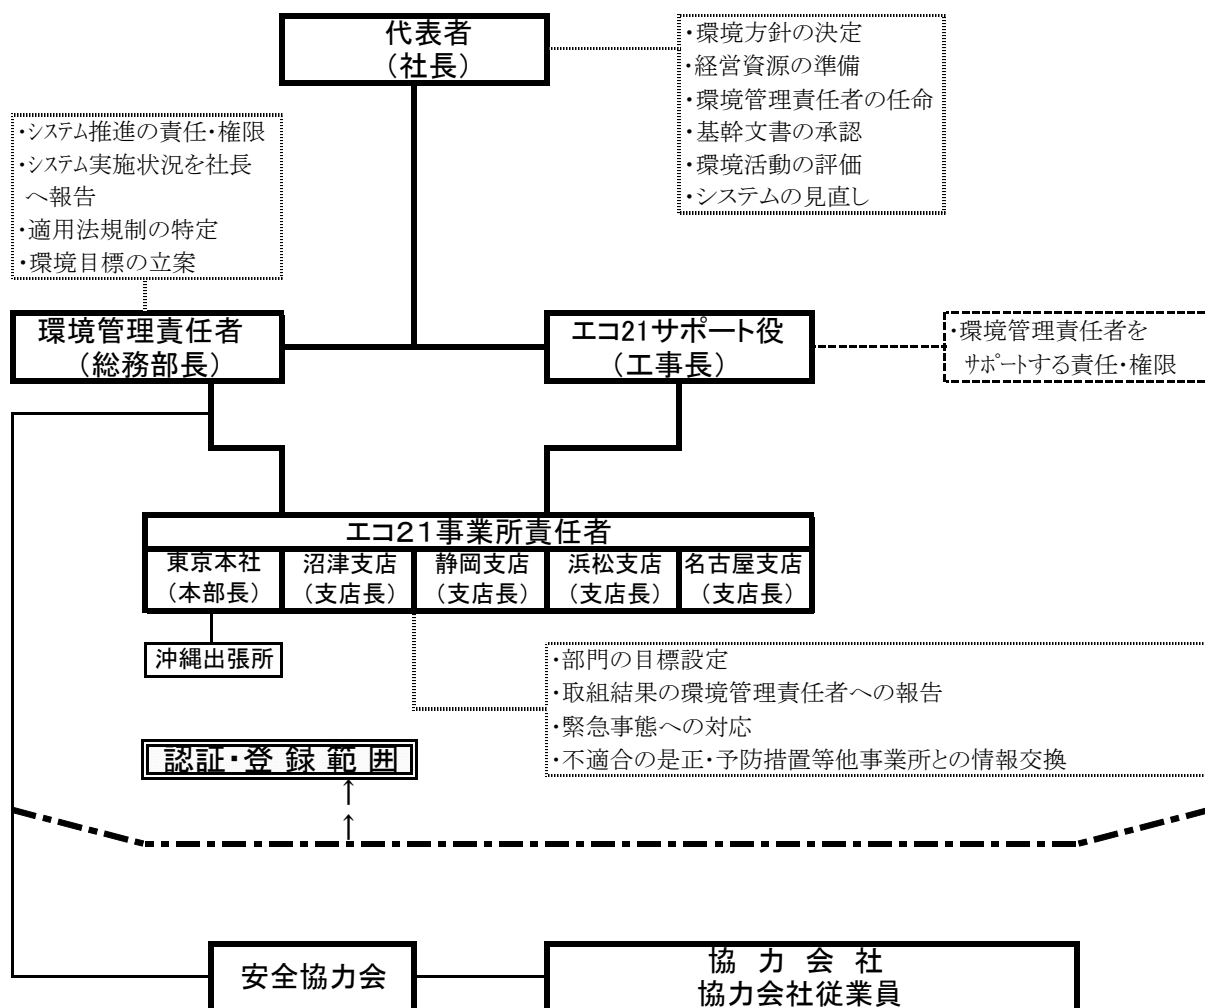 代表者
(社長)
・環境方針の決定
・経営資源の準備
・環境管理責任者の任命
・基幹文書の承認
・環境活動の評価
・システムの見直し
・システム推進の責任・権限
・システム実施状況を社長
へ報告
・適用法規制の特定
・環境目標の立案
環境管理責任者
(総務部長)
エコ21サポート役
(工事長)
・環境管理責任者を
サポートする責任・権限
エコ21事業所責任者
東京本社
(本部長)
沼津支店
(支店長)
静岡支店
(支店長)
浜松支店
(支店長)
名古屋支店
(支店長)
沖縄出張所
・部門の目標設定
・取組結果の環境管理責任者への報告
・緊急事態への対応
・不適合の是正・予防措置等他事業所との情報交換
認証・登 録 範 囲
↑
↑
安全協力会
協 力 会 社
協力会社従業員